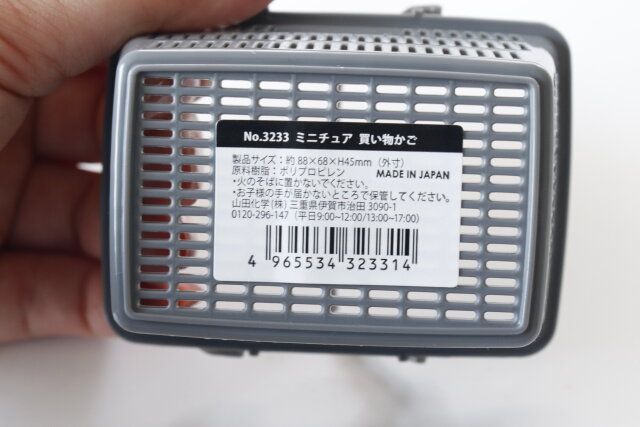 No.3233 ミニチュア 買い物かご
製品サイズ：約 88×68×H45mm（外寸）
原料樹脂：ポリプロピレン MADE IN JAPAN
・火のそばに置かないでください。
・お子様の手が届かないところで保管してください。
山田化学(株) 三重県伊賀市治田 3090-1
0120-296-147（平日9:00~12:00/13:00~17:00）
4 965534 323314